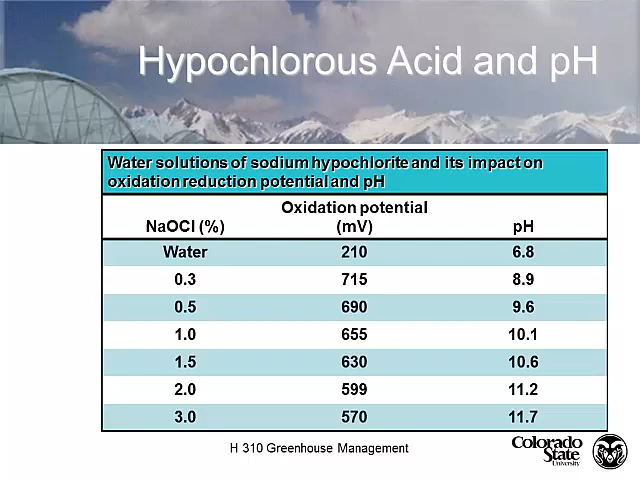 Hypochlorous Acid and pH
Water solutions of sodium hypochlorite and its impact on
oxidation reduction potential and pH
NaOCl (%) Oxidation potential (mV) pH
Water 210 6.8
0.3 715 8.9
0.5 690 9.6
1.0 655 10.1
1.5 630 10.6
2.0 599 11.2
3.0 570 11.7
H 310 Greenhouse Management
Colorado
State
University